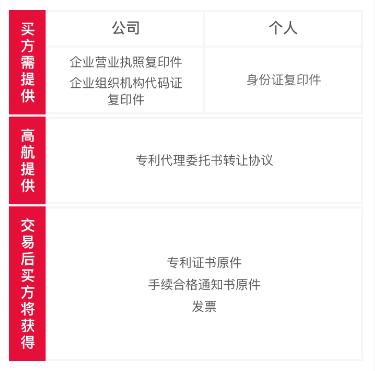 买方需提供
公司
个人
企业营业执照复印件
企业组织机构代码证
复印件
身份证复印件
高航提供
专利代理委托书转让协议
交易后买方将获得
专利证书原件
手续合格通知书原件
发票